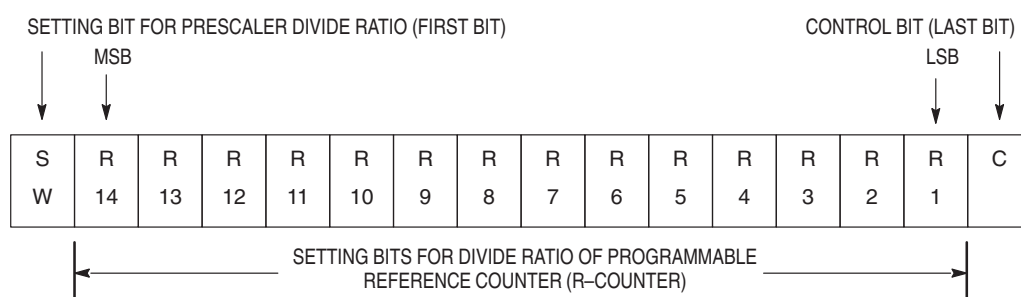 SETTING BIT FOR PRESCALER DIVIDE RATIO (FIRST BIT) CONTROL BIT (LAST BIT)
MSB LSB
S R R R R R R R R R R R R R R C
W 14 13 12 11 10 9 8 7 6 5 4 3 2 1
SETTING BITS FOR DIVIDE RATIO OF PROGRAMMABLE
REFERENCE COUNTER (R–COUNTER)